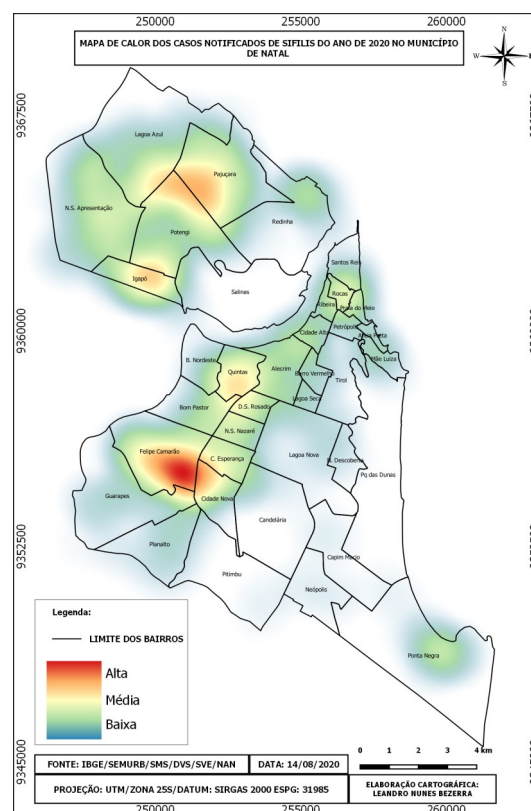 250000 255000 260000
MAPA DE CALOR DOS CASOS NOTIFICADOS DE SIFILIS DO ANO DE 2020 NO MUNICÍPIO
DE NATAL
N
W E
S
9367500
Lagoa Azul
Pajuçara
N.S. Apresentação
Redinha
Potengi
Santos Reis
Igapó
Salinas
Rocas
Ribeira
Praia do Meio
9360000
Cidade Alta
Petrópolis
Areia Preta
Mãe Luiza
B. Nordeste
Quintas
Alecrim
Barro Vermelho
Tirol
Bom Pastor
D.S. Rosado
Lagoa Seca
N.S. Nazaré
Felipe Camarão
C. Esperança
Lagoa Nova
N. Descoberta
Pq das Dunas
Guarapes
Cidade Nova
Candelária
9352500
Planalto
Capim Macio
Pitimbu
Neópolis
Ponta Negra
Legenda:
LIMITE DOS BAIRROS
Alta
Média
Baixa
9345000
FONTE: IBGE/SEMURB/SMS/DVS/SVE/NAN
DATA: 14/08/2020
0 1 2 3 4 km
PROJEÇÃO: UTM/ZONA 25S/DATUM: SIRGAS 2000 ESPG: 31985
ELABORAÇÃO CARTOGRÁFICA:
LEANDRO NUNES BEZERRA
250000 255000 260000